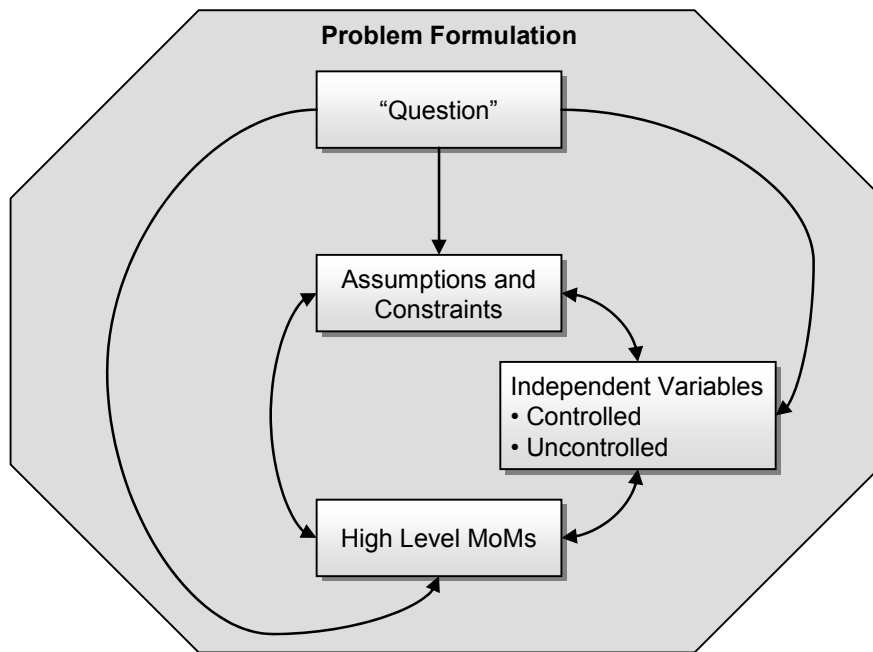 Problem Formulation
“Question”
Assumptions and
Constraints
Independent Variables
• Controlled
• Uncontrolled
High Level MoMs